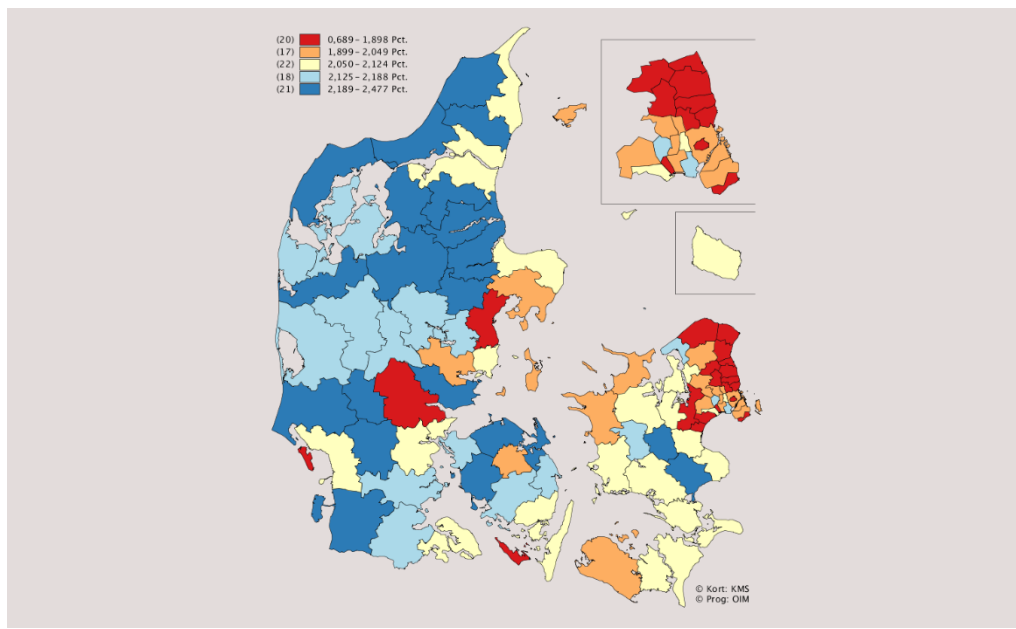 (20) 0,689 – 1,898 Pct.
(17) 1,899 – 2,049 Pct.
(22) 2,050 – 2,124 Pct.
(18) 2,125 – 2,188 Pct.
(21) 2,189 – 2,477 Pct.
© Kort: KMS
© Prog: OIM